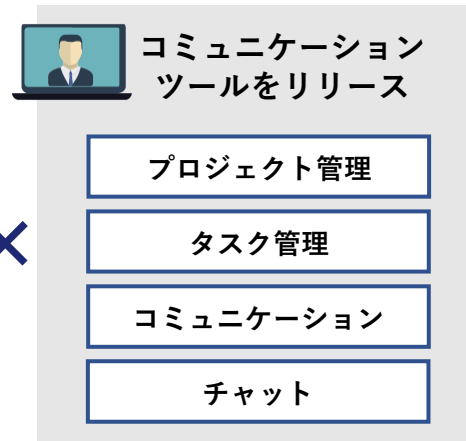 コミュニケーション
ツールをリリース
プロジェクト管理
タスク管理
コミュニケーション
チャット